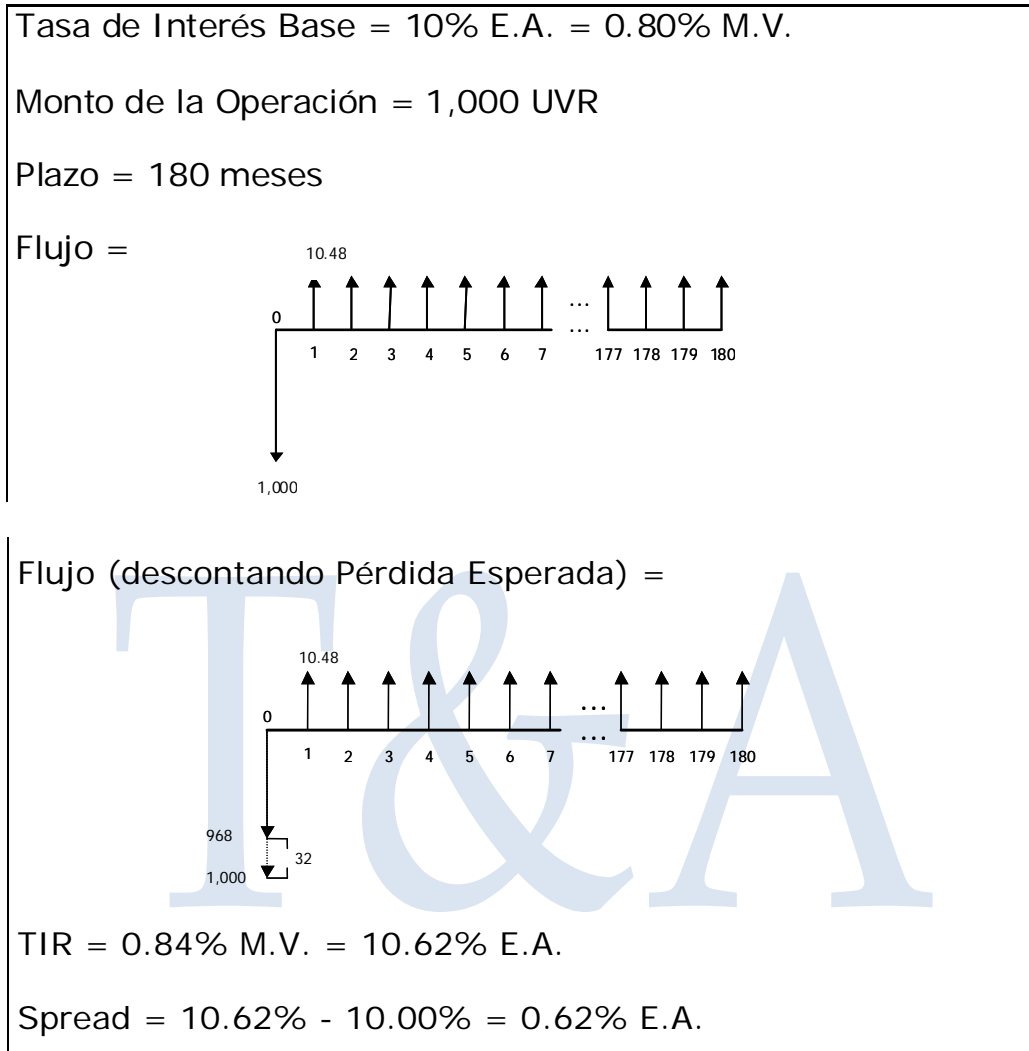 Tasa de Interés Base = 10% E.A. = 0.80% M.V.
Monto de la Operación = 1,000 UVR
Plazo = 180 meses
Flujo =
10.48
...
0
...
1 2 3 4 5 6 7 177 178 179 180
1,000
Flujo (descontando Pérdida Esperada) =
T&A
10.48
...
0
...
1 2 3 4 5 6 7 177 178 179 180
968
32
1,000
TIR = 0.84% M.V. = 10.62% E.A.
Spread = 10.62% - 10.00% = 0.62% E.A.